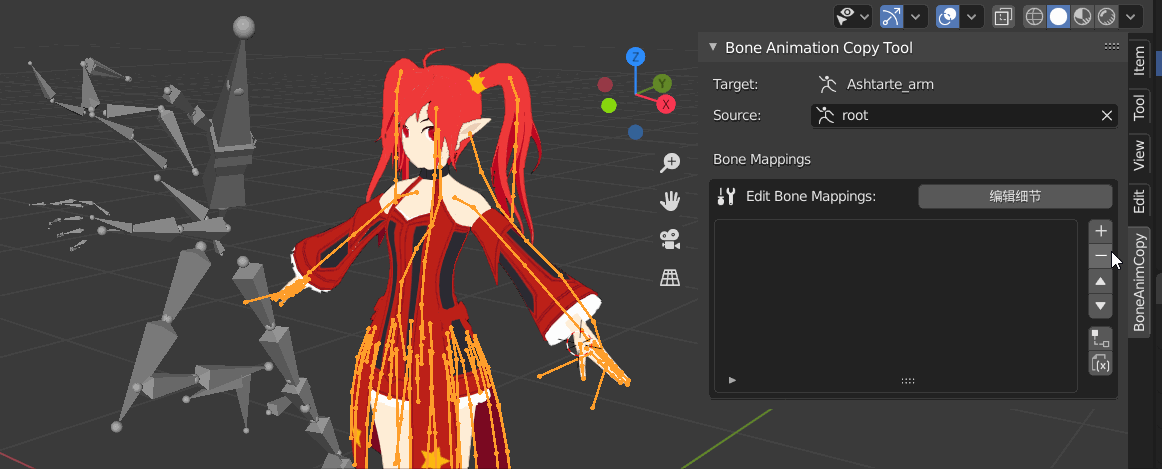 Bone Animation Copy Tool
Target: Ashtarte_arm
Source: root
Bone Mappings
Edit Bone Mappings: 编辑细节
(x)
Z
Y
X
Item
Tool
View
Edit
BoneAnimCopy